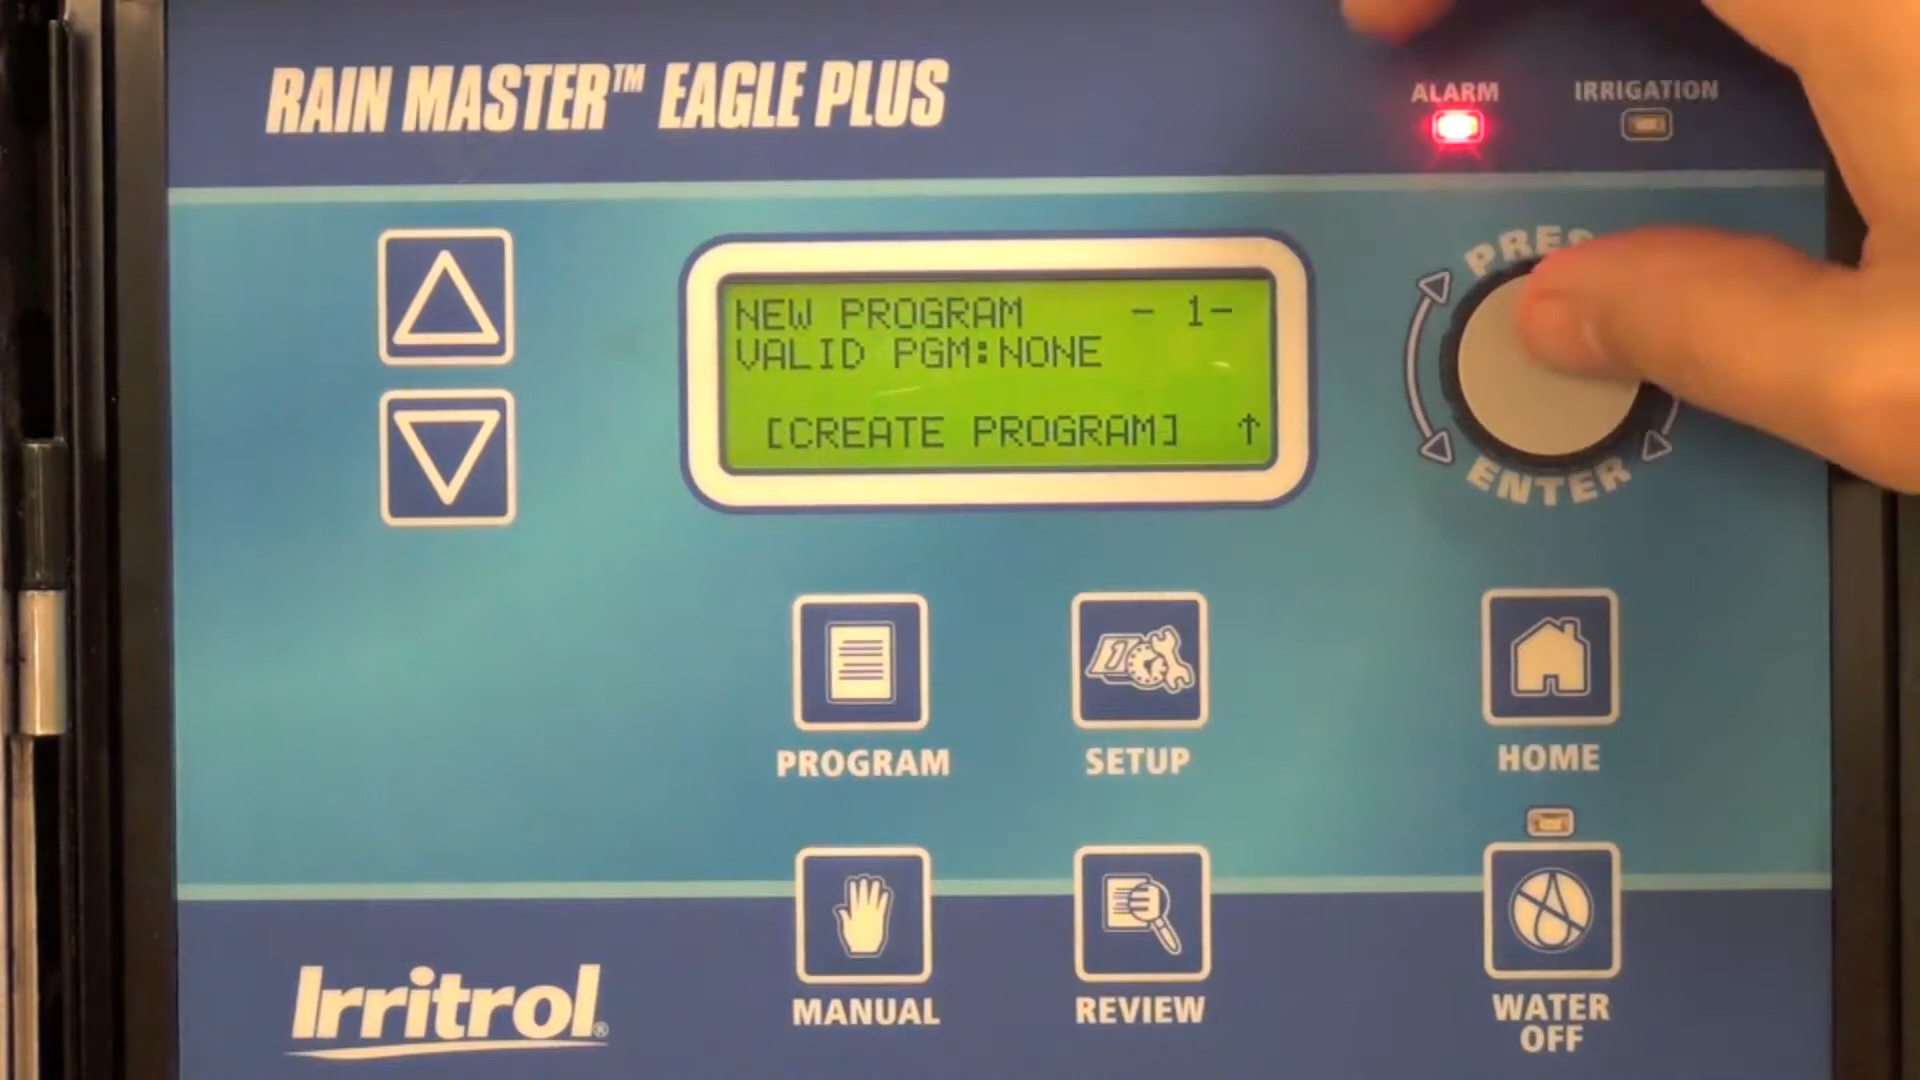 RAIN MASTER™ EAGLE PLUS
ALARM
IRRIGATION
NEW PROGRAM - 1-
VALID PGM:NONE
[CREATE PROGRAM] ↑
ENTER
PROGRAM
SETUP
HOME
MANUAL
REVIEW
WATER
OFF
Irritrol®